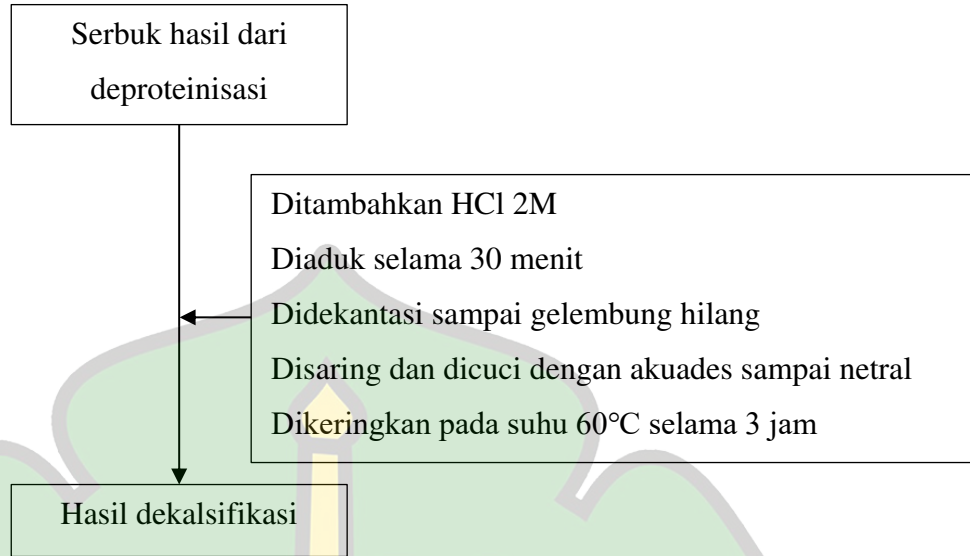 Serbuk hasil dari
deproteinisasi
Ditambahkan HCl 2M
Diaduk selama 30 menit
Didekantasi sampai gelembung hilang
Disaring dan dicuci dengan akuades sampai netral
Dikeringkan pada suhu 60°C selama 3 jam
Hasil dekalsifikasi